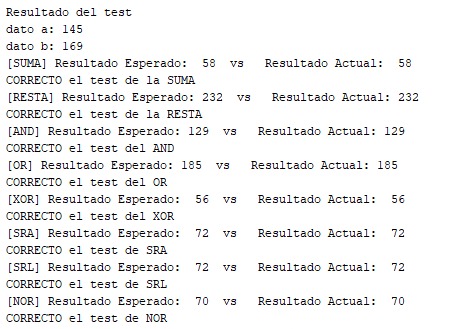 Resultado del test
dato a: 145
dato b: 169
[SUMA] Resultado Esperado:  58  vs   Resultado Actual:  58
CORRECTO el test de la SUMA
[RESTA] Resultado Esperado: 232  vs   Resultado Actual: 232
CORRECTO el test de la RESTA
[AND] Resultado Esperado: 129  vs   Resultado Actual: 129
CORRECTO el test del AND
[OR] Resultado Esperado: 185  vs   Resultado Actual: 185
CORRECTO el test del OR
[XOR] Resultado Esperado:  56  vs   Resultado Actual:  56
CORRECTO el test del XOR
[SRA] Resultado Esperado:  72  vs   Resultado Actual:  72
CORRECTO el test de SRA
[SRL] Resultado Esperado:  72  vs   Resultado Actual:  72
CORRECTO el test de SRL
[NOR] Resultado Esperado:  70  vs   Resultado Actual:  70
CORRECTO el test de NOR